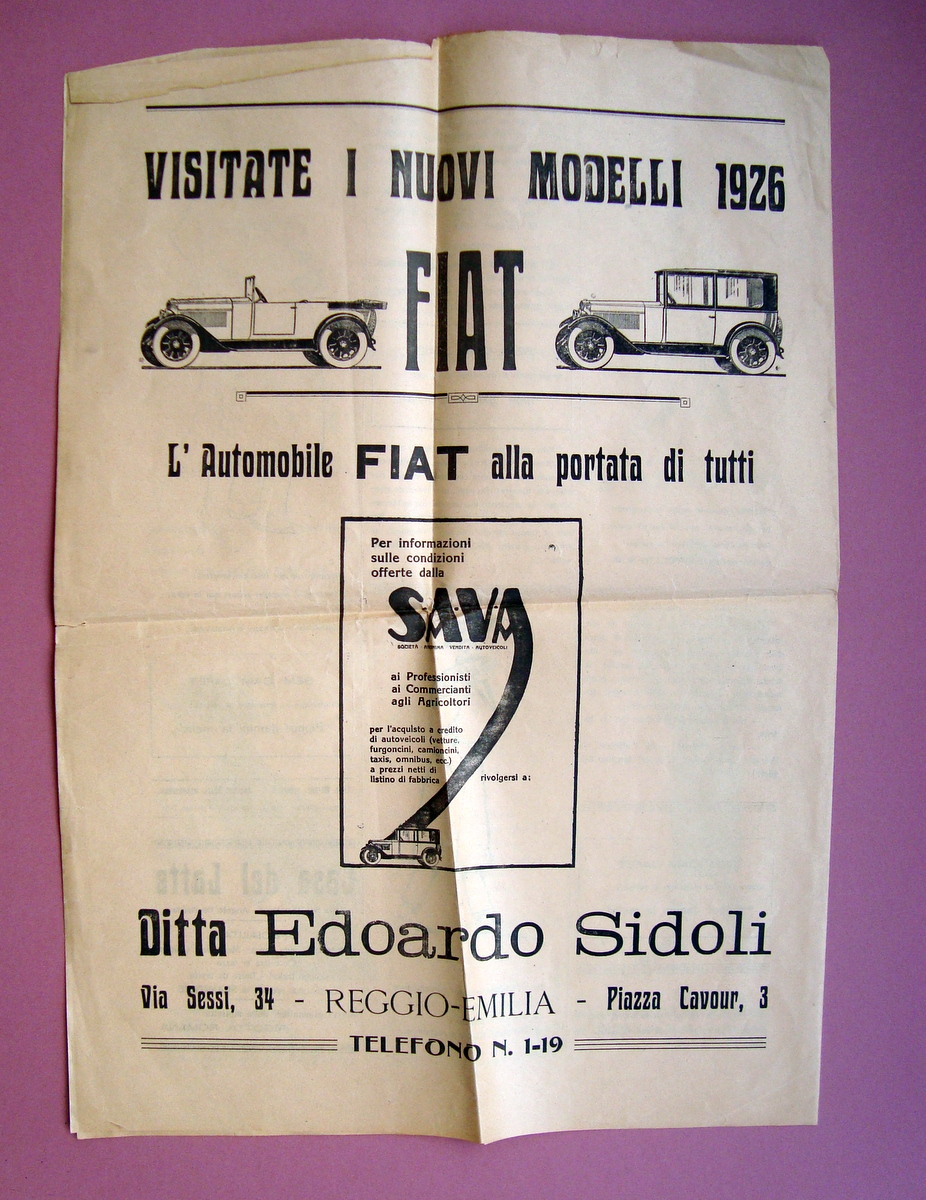 VISITATE I NUOVI MODELLI 1926
FIAT
L' Automobile FIAT alla portata di tutti
Per informazioni
sulle condizioni
offerte dalla
SAVA
SOCIETÀ · ANONIMA · VENDITA · AUTOVEICOLI
ai Professionisti
ai Commercianti
agli Agricoltori
per l'acquisto a credito
di autoveicoli (vetture,
furgoncini, camioncini,
taxis, omnibus, ecc.)
a prezzi netti di
listino di fabbrica rivolgersi a:
Ditta Edoardo Sidoli
Via Sessi, 34 - REGGIO-EMILIA - Piazza Cavour, 3
TELEFONO N. 1-19
Casa del Latte